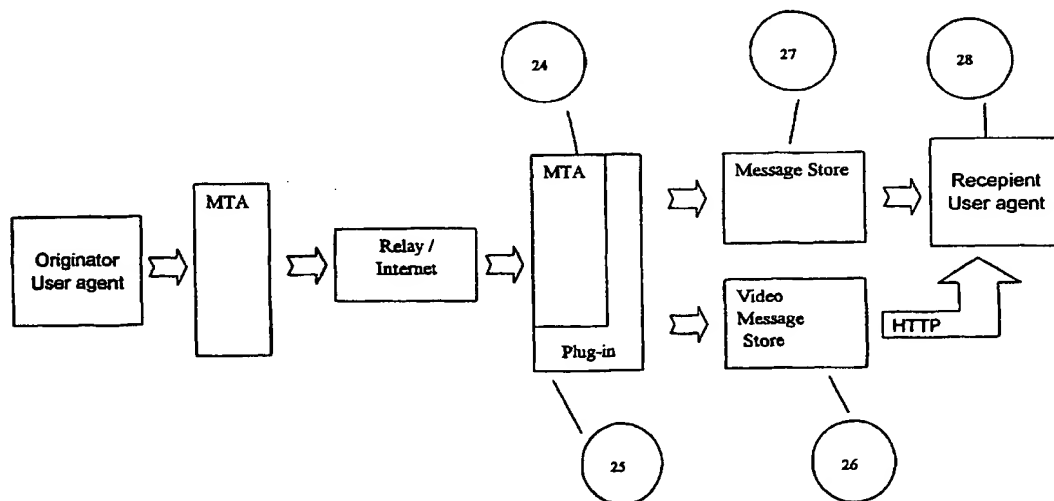 24
27
28
MTA
MTA
Message Store
Recepient
User agent
Originator
User agent
Relay /
Internet
Video
Message
Store
HTTP
Plug-in
25
26